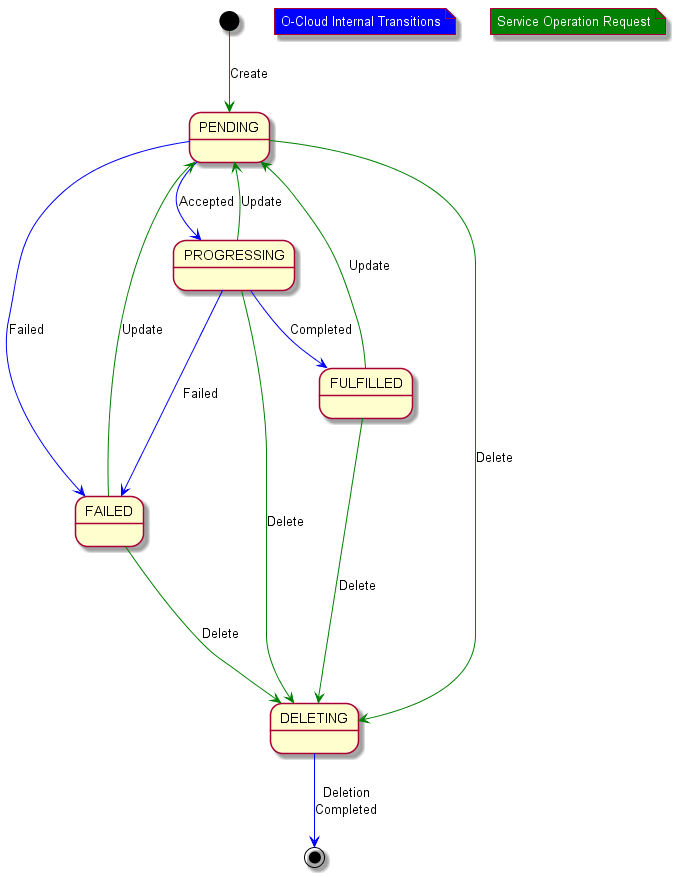 O-Cloud Internal Transitions
Service Operation Request
Create
PENDING
Accepted
Update
PROGRESSING
Update
Failed
Update
Completed
FULFILLED
Failed
Delete
FAILED
Delete
Delete
Delete
DELETING
Deletion
Completed